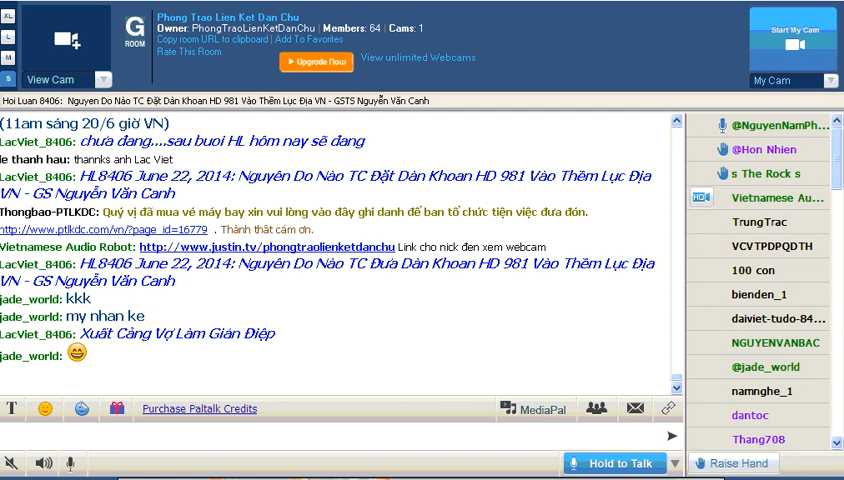 XL
L
M
S
View Cam
G
ROOM
Phong Trao Lien Ket Dan Chu
Owner: PhongTraoLienKetDanChu | Members: 64 | Cams: 1
Copy room URL to clipboard | Add To Favorites
Rate This Room
Upgrade Now
View unlimited Webcams
Start My Cam
My Cam
Hoi Luan 8406: Nguyen Do Nào TC Đặt Dàn Khoan HD 981 Vào Thềm Lục Địa VN - GSTS Nguyễn Văn Canh
(11am sáng 20/6 giờ VN)
LacViet_8406: chưa đang....sau buoi HL hôm nay sẽ đang
le thanh hau: thannks anh Lac Viet
LacViet_8406: HL8406 June 22, 2014: Nguyên Do Nào TC Đặt Dàn Khoan HD 981 Vào Thềm Lục Địa
VN - GS Nguyễn Văn Canh
Thongbao-PTLKDC: Quý vị đã mua vé máy bay xin vui lòng vào đây ghi danh để ban tổ chức tiện việc đưa đón.
http://www.ptlkdc.com/vn/?page_id=16779 . Thành thât cám ơn.
Vietnamese Audio Robot: http://www.justin.tv/phongtraolienketdanchu Link cho nick đen xem webcam
LacViet_8406: HL8406 June 22, 2014: Nguyên Do Nào TC Đưa Dàn Khoan HD 981 Vào Thềm Lục Địa
VN - GS Nguyễn Văn Canh
jade_world: kkk
jade_world: my nhan ke
LacViet_8406: Xuất Cảng Vợ Làm Gián Điệp
jade_world:
@NguyenNamPh...
@Hon Nhien
s The Rock s
HD
Vietnamese Au...
TrungTrac
VCVTPDPQDTH
100 con
bienden_1
daiviet-tudo-84...
NGUYENVANBAC
@jade_world
namnghe_1
dantoc
Thang708
T
Purchase Paltalk Credits
MediaPal
Hold to Talk
Raise Hand